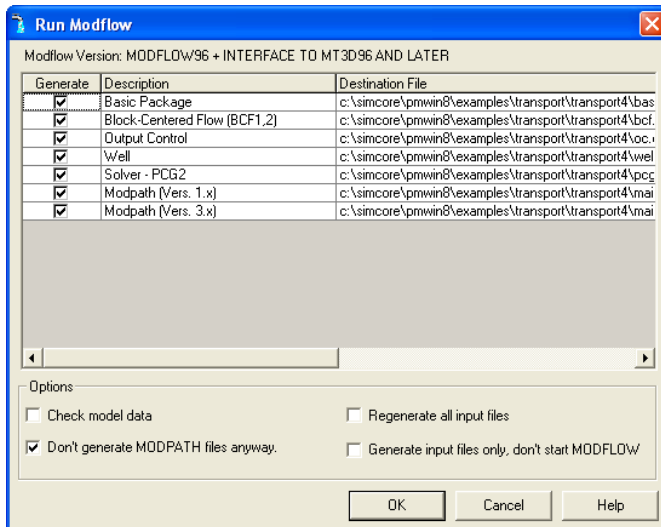 Run Modflow
Modflow Version: MODFLOW96 + INTERFACE TO MT3D96 AND LATER
Generate Description Destination File
Basic Package c:\simcore\pmwin8\examples\transport\transport4\bas
Block-Centered Flow (BCF1,2) c:\simcore\pmwin8\examples\transport\transport4\bcf.
Output Control c:\simcore\pmwin8\examples\transport\transport4\oc.
Well c:\simcore\pmwin8\examples\transport\transport4\wel
Solver - PCG2 c:\simcore\pmwin8\examples\transport\transport4\pcg
Modpath (Vers. 1.x) c:\simcore\pmwin8\examples\transport\transport4\mai
Modpath (Vers. 3.x) c:\simcore\pmwin8\examples\transport\transport4\mai
Options
Check model data Regenerate all input files
Don't generate MODPATH files anyway. Generate input files only, don't start MODFLOW
OK Cancel Help